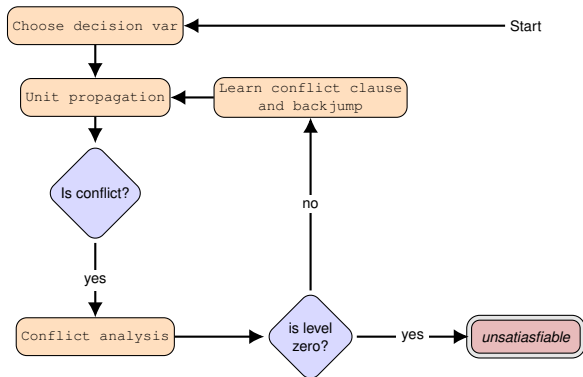 Choose decision var
Start
Unit propagation
Learn conflict clause
and backjump
Is conflict?
no
yes
Conflict analysis
is level
zero?
yes
unsatiasfiable